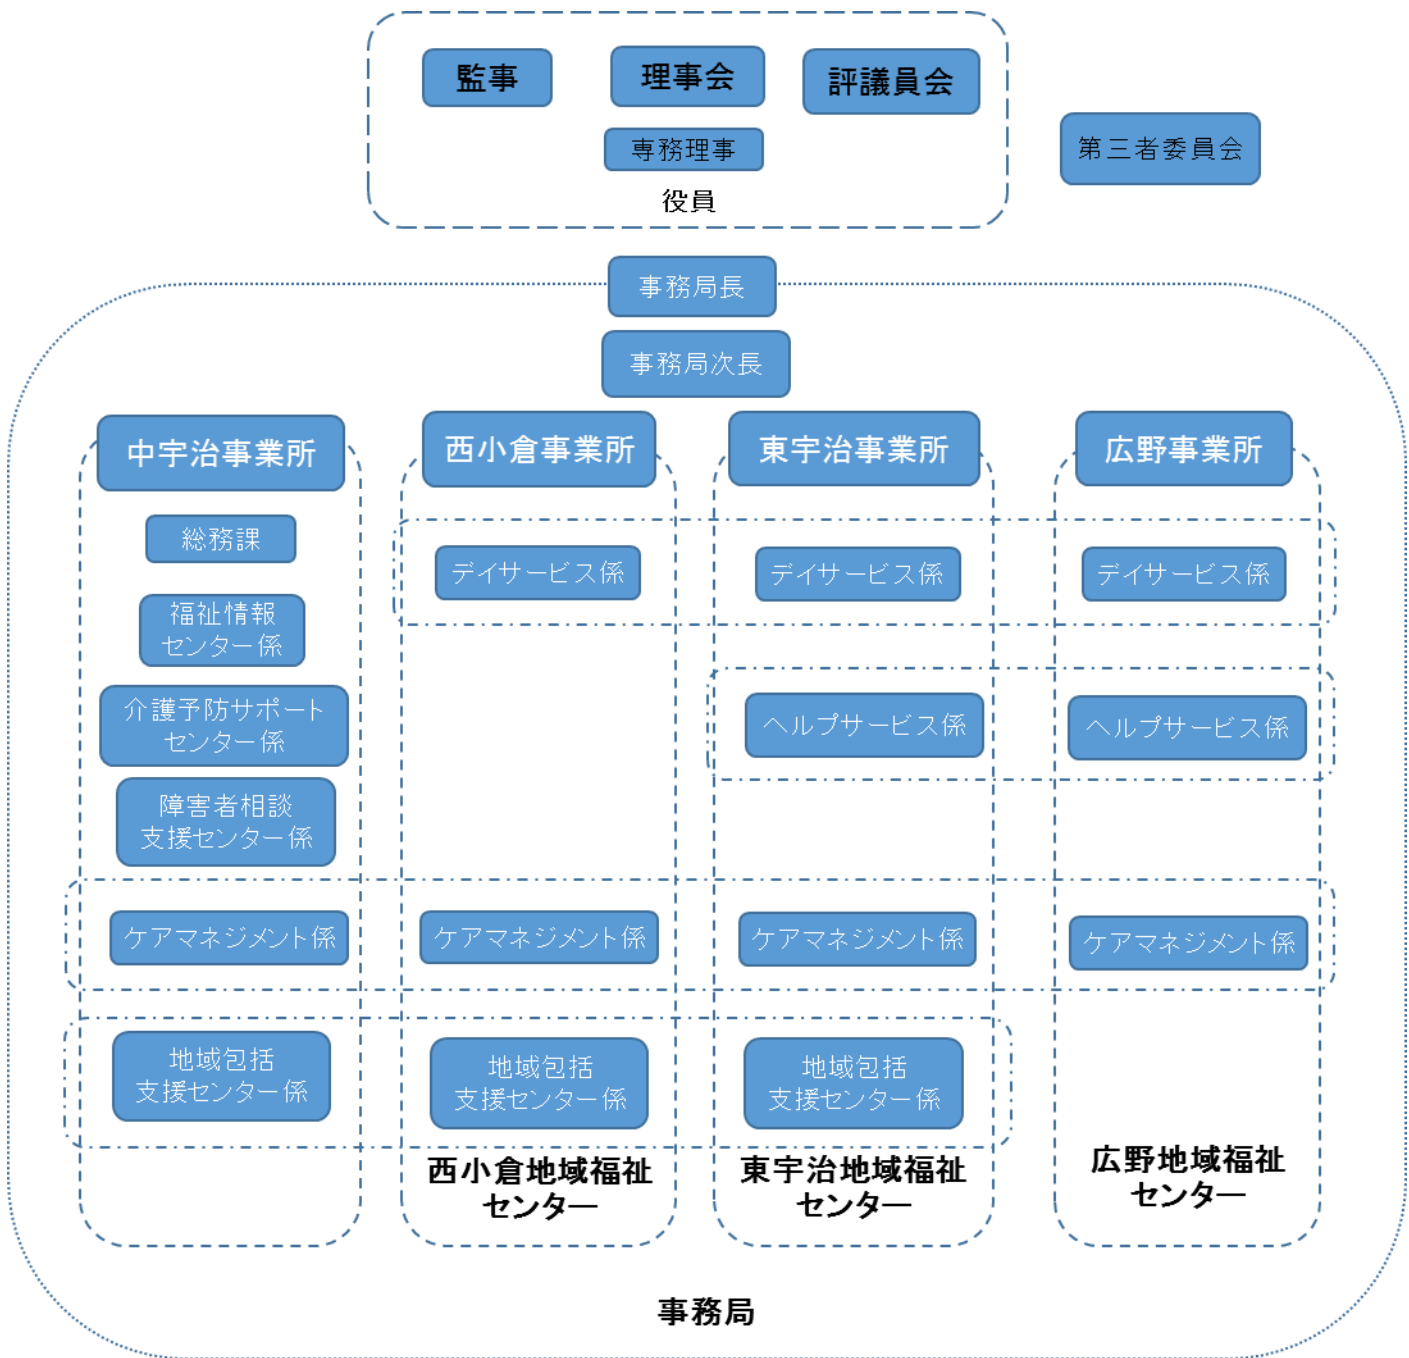 監事
理事会
評議員会
専務理事
役員
第三者委員会
事務局長
事務局次長
中宇治事業所
西小倉事業所
東宇治事業所
広野事業所
総務課
デイサービス係
デイサービス係
デイサービス係
福祉情報
センター係
介護予防サポート
センター係
ヘルプサービス係
ヘルプサービス係
障害者相談
支援センター係
ケアマネジメント係
ケアマネジメント係
ケアマネジメント係
ケアマネジメント係
地域包括
支援センター係
地域包括
支援センター係
地域包括
支援センター係
西小倉地域福祉
センター
東宇治地域福祉
センター
広野地域福祉
センター
事務局